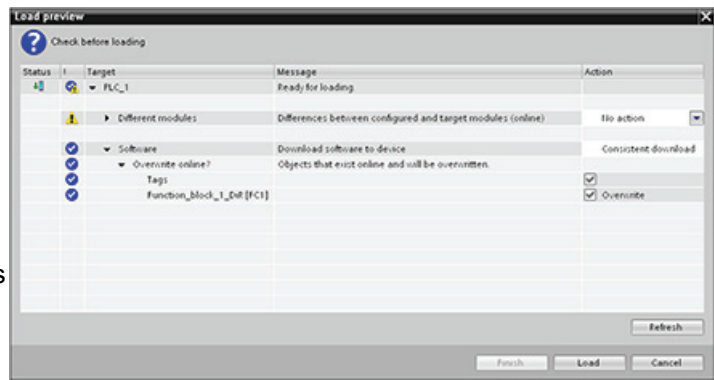 Load preview
X
? Check before loading
Status ! Target Message Action
PLC_1 Ready for loading
Different modules Differences between configured and target modules (online) No action
Software Download software to device Consistent download
Overwrite online? Objects that exist online and will be overwritten.
Tags
Function_block_1_DiR [FC1] Overwrite
s
Refresh
Finish Load Cancel